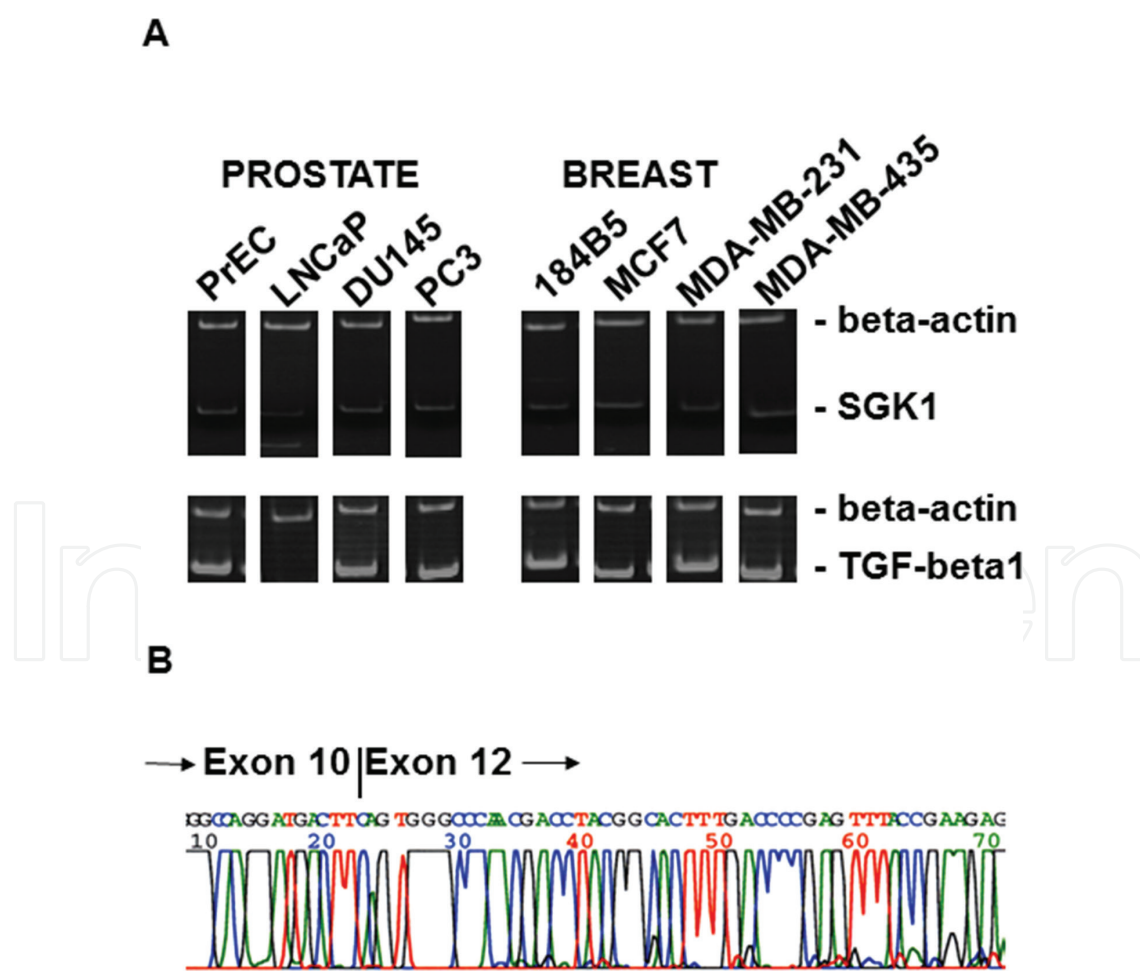 A
PROSTATE BREAST
PrEC LNCaP DU145 PC3 184B5 MCF7 MDA-MB-231 MDA-MB-435
- beta-actin
- SGK1
- beta-actin
- TGF-beta1
B
→ Exon 10 | Exon 12 →
GGCCAGGATGACTTCAGTGGGCCCAACGACCTACGGCACTTTGACCCCGAGTTTACCGAAGAG
10 20 30 40 50 60 70